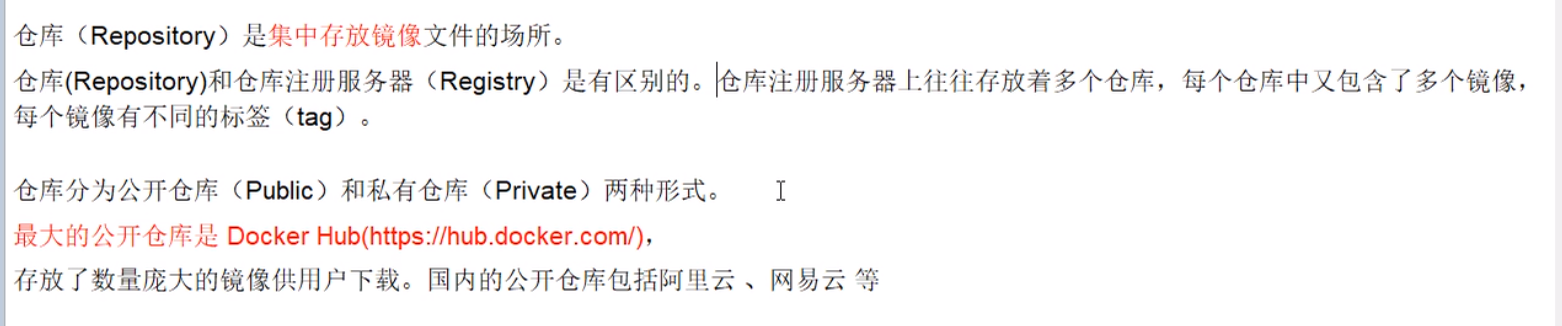 仓库（Repository）是集中存放镜像文件的场所。
仓库(Repository)和仓库注册服务器（Registry）是有区别的。仓库注册服务器上往往存放着多个仓库，每个仓库中又包含了多个镜像，
每个镜像有不同的标签（tag）。
仓库分为公开仓库（Public）和私有仓库（Private）两种形式。
最大的公开仓库是 Docker Hub(https://hub.docker.com/)，
存放了数量庞大的镜像供用户下载。国内的公开仓库包括阿里云 、网易云 等